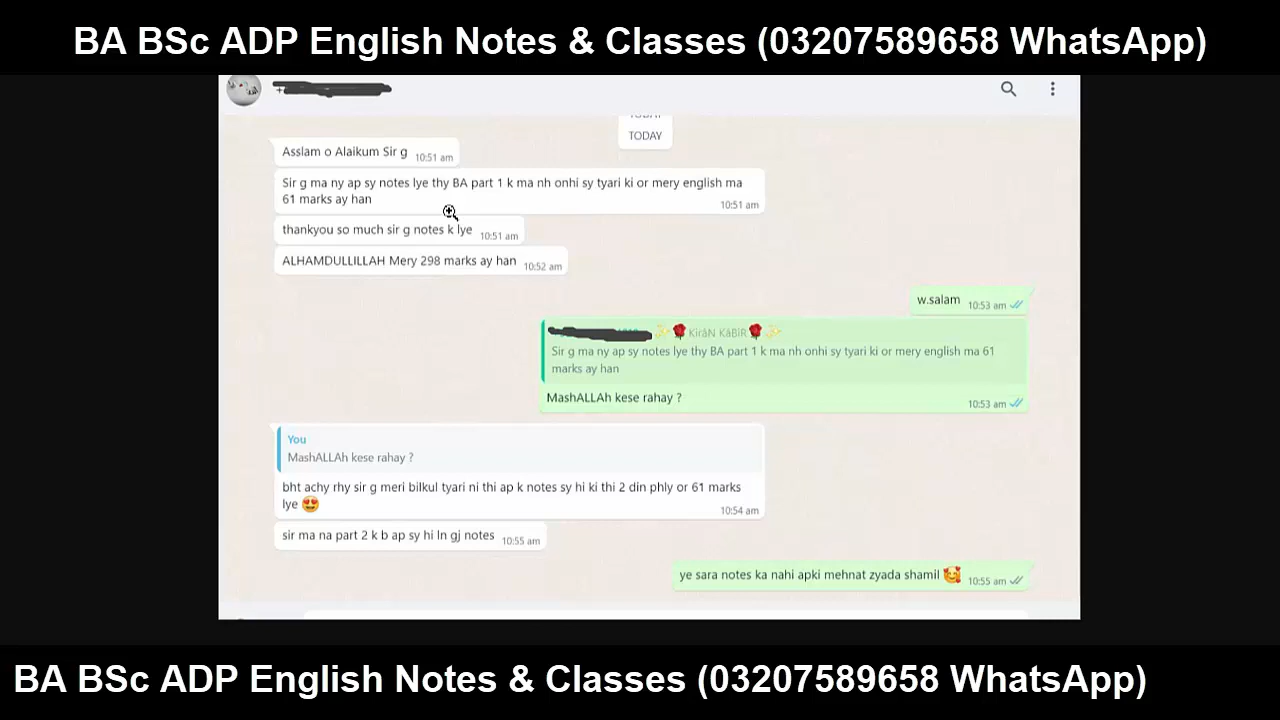 BA BSc ADP English Notes & Classes (03207589658 WhatsApp)
TODAY
Asslam o Alaikum Sir g 10:51 am
Sir g ma ny ap sy notes lye thy BA part 1 k ma nh onhi sy tyari ki or mery english ma
61 marks ay han 10:51 am
thankyou so much sir g notes k lye 10:51 am
ALHAMDULLILLAH Mery 298 marks ay han 10:52 am
w.salam 10:53 am
✨🌹KiràN KáBìR🌹✨
Sir g ma ny ap sy notes lye thy BA part 1 k ma nh onhi sy tyari ki or mery english ma 61
marks ay han
MashALLAh kese rahay ? 10:53 am
You
MashALLAh kese rahay ?
bht achy rhy sir g meri bilkul tyari ni thi ap k notes sy hi ki thi 2 din phly or 61 marks
lye 😍 10:54 am
sir ma na part 2 k b ap sy hi ln gj notes 10:55 am
ye sara notes ka nahi apki mehnat zyada shamil 🥰 10:55 am
BA BSc ADP English Notes & Classes (03207589658 WhatsApp)